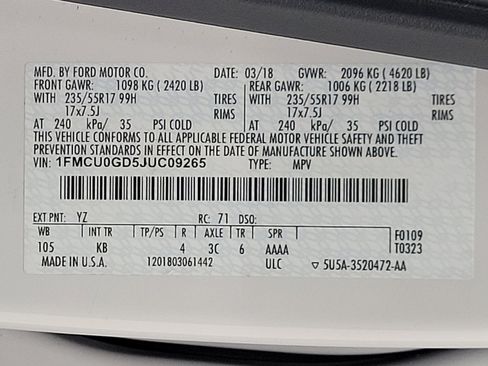 MFD. BY FORD MOTOR CO. DATE: 03/18 GVWR: 2096 KG (4620 LB)
FRONT GAWR: 1098 KG (2420 LB) REAR GAWR: 1006 KG (2218 LB)
WITH 235/55R17 99H TIRES WITH 235/55R17 99H TIRES
17x7.5J RIMS 17x7.5J RIMS
AT 240 kPa/ 35 PSI COLD AT 240 kPa/ 35 PSI COLD
THIS VEHICLE CONFORMS TO ALL APPLICABLE FEDERAL MOTOR VEHICLE SAFETY AND THEFT
PREVENTION STANDARDS IN EFFECT ON THE DATE OF MANUFACTURE SHOWN ABOVE.
VIN: 1FMCU0GD5JUC09265 TYPE: MPV
EXT PNT: YZ RC: 71 DSO:
WB INT TR TP/PS R AXLE TR SPR F0109
105 KB 4 3C 6 AAAA T0323
MADE IN U.S.A. 1201803061442 ULC ▽ 5U5A-3520472-AA